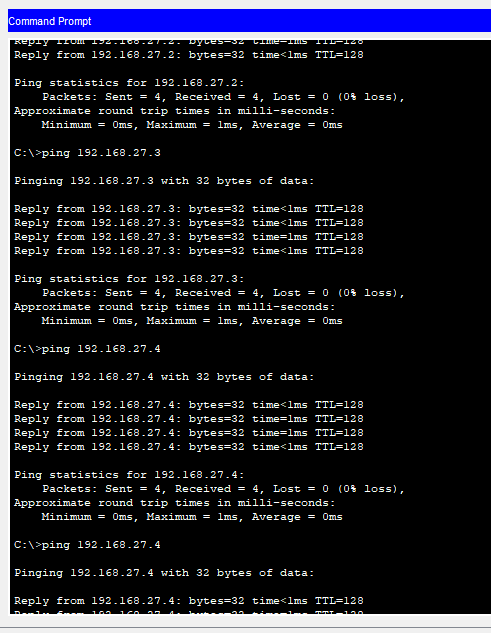 Command Prompt
Reply from 192.168.27.2: bytes=32 time=1ms TTL=128
Reply from 192.168.27.2: bytes=32 time<1ms TTL=128
Ping statistics for 192.168.27.2:
Packets: Sent = 4, Received = 4, Lost = 0 (0% loss),
Approximate round trip times in milli-seconds:
Minimum = 0ms, Maximum = 1ms, Average = 0ms
C:\>ping 192.168.27.3
Pinging 192.168.27.3 with 32 bytes of data:
Reply from 192.168.27.3: bytes=32 time<1ms TTL=128
Reply from 192.168.27.3: bytes=32 time<1ms TTL=128
Reply from 192.168.27.3: bytes=32 time<1ms TTL=128
Reply from 192.168.27.3: bytes=32 time<1ms TTL=128
Ping statistics for 192.168.27.3:
Packets: Sent = 4, Received = 4, Lost = 0 (0% loss),
Approximate round trip times in milli-seconds:
Minimum = 0ms, Maximum = 1ms, Average = 0ms
C:\>ping 192.168.27.4
Pinging 192.168.27.4 with 32 bytes of data:
Reply from 192.168.27.4: bytes=32 time<1ms TTL=128
Reply from 192.168.27.4: bytes=32 time<1ms TTL=128
Reply from 192.168.27.4: bytes=32 time<1ms TTL=128
Reply from 192.168.27.4: bytes=32 time<1ms TTL=128
Ping statistics for 192.168.27.4:
Packets: Sent = 4, Received = 4, Lost = 0 (0% loss),
Approximate round trip times in milli-seconds:
Minimum = 0ms, Maximum = 1ms, Average = 0ms
C:\>ping 192.168.27.4
Pinging 192.168.27.4 with 32 bytes of data:
Reply from 192.168.27.4: bytes=32 time<1ms TTL=128